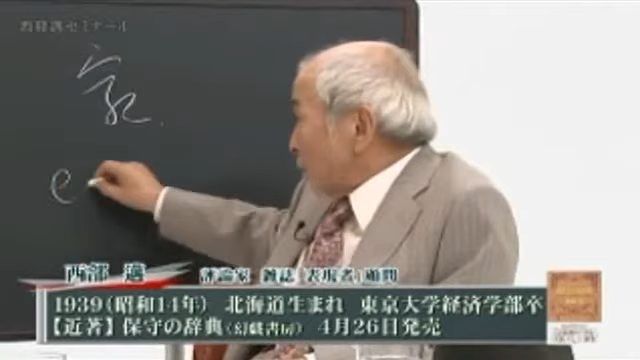 西部邁ゼミナール
e
西部 邁 評論家 雑誌「表現者」顧問
1939(昭和14年) 北海道生まれ 東京大学経済学部卒
【近著】保守の辞典(幻戯書房) 4月26日発売